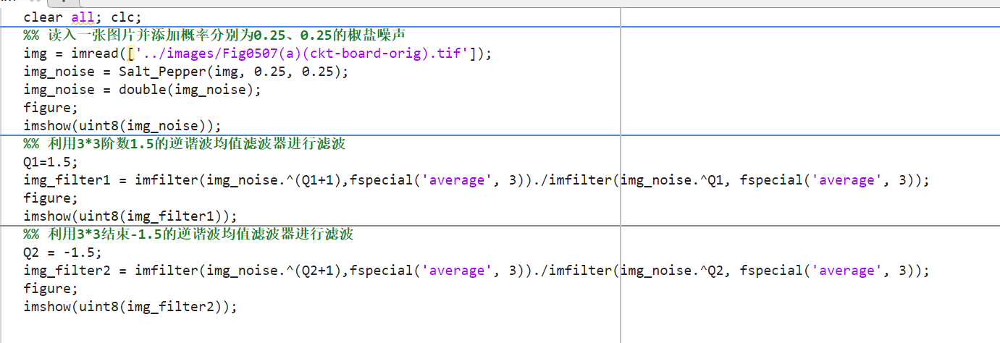 clear all; clc;
%% 读入一张图片并添加概率分别为0.25、0.25的椒盐噪声
img = imread(['../images/Fig0507(a)(ckt-board-orig).tif']);
img_noise = Salt_Pepper(img, 0.25, 0.25);
img_noise = double(img_noise);
figure;
imshow(uint8(img_noise));
%% 利用3*3阶数1.5的逆谐波均值滤波器进行滤波
Q1=1.5;
img_filter1 = imfilter(img_noise.^(Q1+1),fspecial('average', 3))./imfilter(img_noise.^Q1, fspecial('average', 3));
figure;
imshow(uint8(img_filter1));
%% 利用3*3结束-1.5的逆谐波均值滤波器进行滤波
Q2 = -1.5;
img_filter2 = imfilter(img_noise.^(Q2+1),fspecial('average', 3))./imfilter(img_noise.^Q2, fspecial('average', 3));
figure;
imshow(uint8(img_filter2));